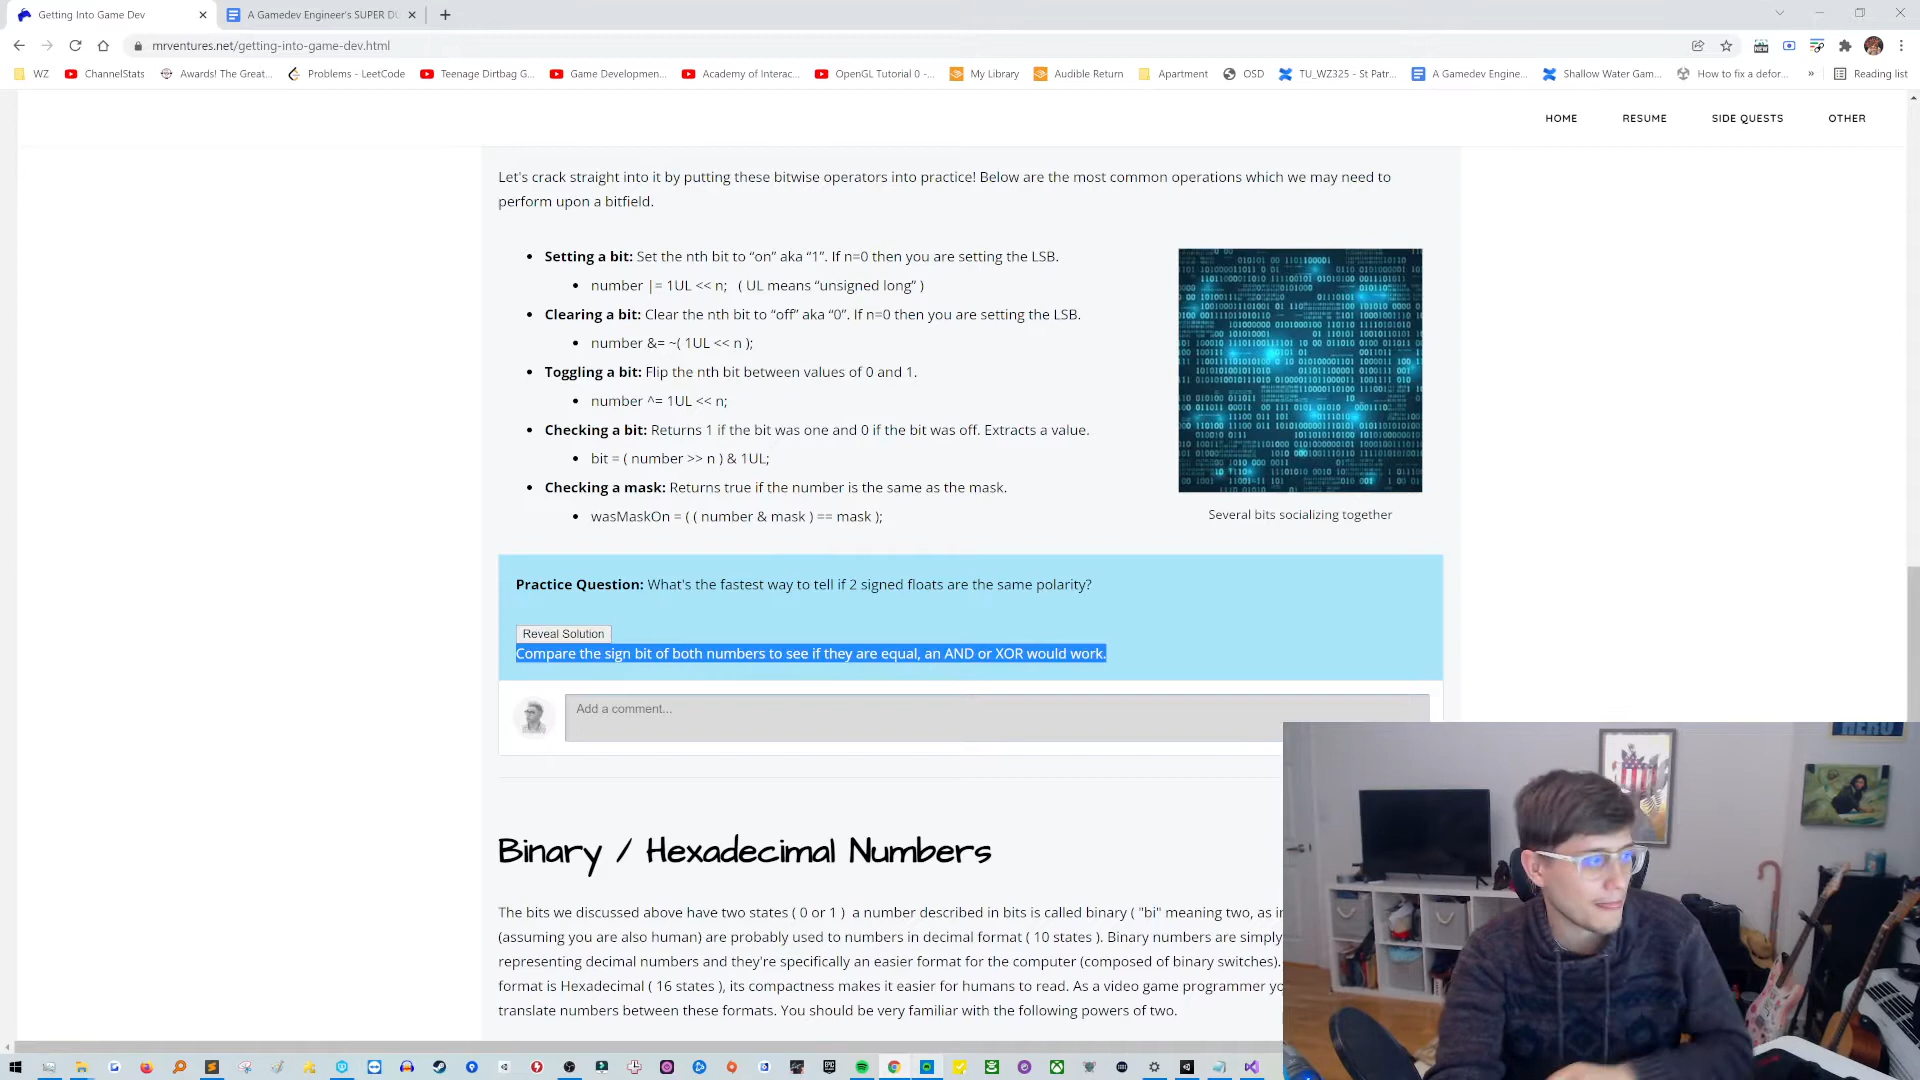 Getting Into Game Dev
A Gamedev Engineer's SUPER DU
mrventures.net/getting-into-game-dev.html
WZ
ChannelStats
Awards! The Great...
Problems - LeetCode
Teenage Dirtbag G...
Game Developmen...
Academy of Interac...
OpenGL Tutorial 0 -...
My Library
Audible Return
Apartment
OSD
TU_WZ325 - St Patr...
A Gamedev Engine...
Shallow Water Gam...
How to fix a defor...
»
Reading list
HOME
RESUME
SIDE QUESTS
OTHER
Let's crack straight into it by putting these bitwise operators into practice! Below are the most common operations which we may need to
perform upon a bitfield.
Setting a bit: Set the nth bit to “on” aka “1”. If n=0 then you are setting the LSB.
number |= 1UL << n; ( UL means “unsigned long” )
Clearing a bit: Clear the nth bit to “off” aka “0”. If n=0 then you are setting the LSB.
number &= ~( 1UL << n );
Toggling a bit: Flip the nth bit between values of 0 and 1.
number ^= 1UL << n;
Checking a bit: Returns 1 if the bit was one and 0 if the bit was off. Extracts a value.
bit = ( number >> n ) & 1UL;
Checking a mask: Returns true if the number is the same as the mask.
wasMaskOn = ( ( number & mask ) == mask );
Several bits socializing together
Practice Question: What's the fastest way to tell if 2 signed floats are the same polarity?
Reveal Solution
Compare the sign bit of both numbers to see if they are equal, an AND or XOR would work.
Add a comment...
Binary / Hexadecimal Numbers
The bits we discussed above have two states ( 0 or 1 ) a number described in bits is called binary ( "bi" meaning two, as in
(assuming you are also human) are probably used to numbers in decimal format ( 10 states ). Binary numbers are simply
representing decimal numbers and they're specifically an easier format for the computer (composed of binary switches).
format is Hexadecimal ( 16 states ), its compactness makes it easier for humans to read. As a video game programmer yo
translate numbers between these formats. You should be very familiar with the following powers of two.